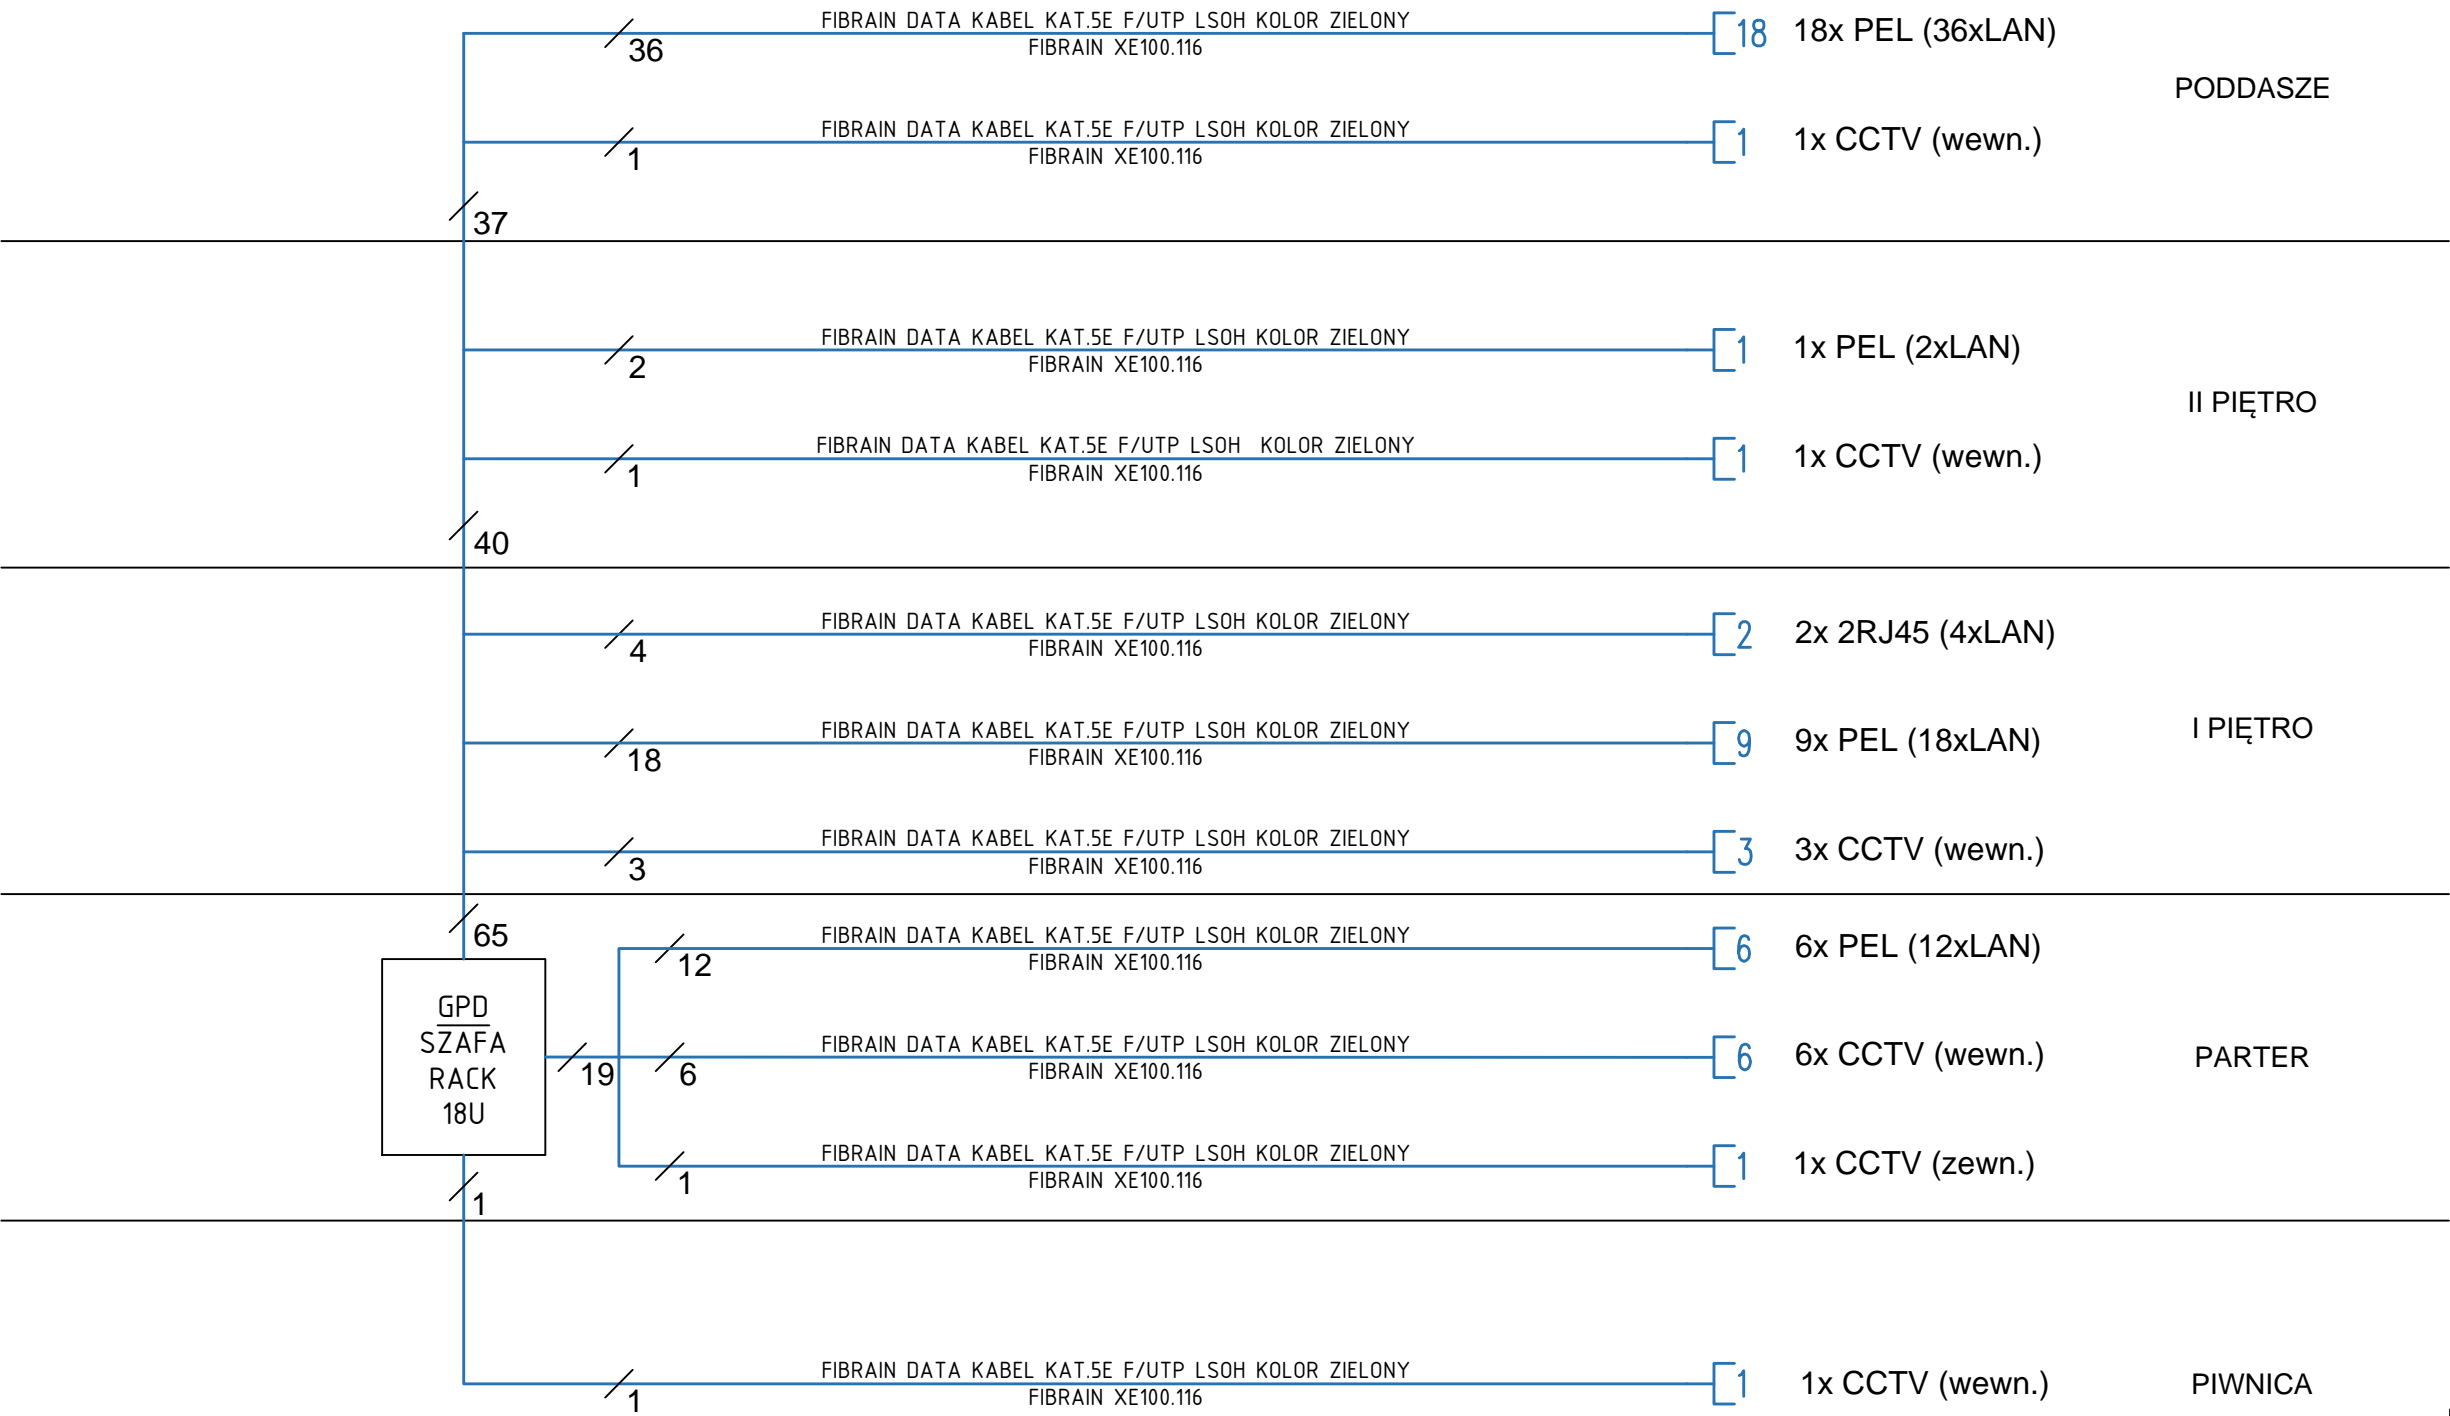 FIBRAIN DATA KABEL KAT.5E F/UTP LSOH KOLOR ZIELONY
36
FIBRAIN XE100.116
18
18x PEL (36xLAN)
PODDASZE
FIBRAIN DATA KABEL KAT.5E F/UTP LSOH KOLOR ZIELONY
1
FIBRAIN XE100.116
1
1x CCTV (wewn.)
37
FIBRAIN DATA KABEL KAT.5E F/UTP LSOH KOLOR ZIELONY
2
FIBRAIN XE100.116
1
1x PEL (2xLAN)
II PIĘTRO
FIBRAIN DATA KABEL KAT.5E F/UTP LSOH KOLOR ZIELONY
1
FIBRAIN XE100.116
1
1x CCTV (wewn.)
40
FIBRAIN DATA KABEL KAT.5E F/UTP LSOH KOLOR ZIELONY
4
FIBRAIN XE100.116
2
2x 2RJ45 (4xLAN)
FIBRAIN DATA KABEL KAT.5E F/UTP LSOH KOLOR ZIELONY
18
FIBRAIN XE100.116
9
9x PEL (18xLAN)
I PIĘTRO
FIBRAIN DATA KABEL KAT.5E F/UTP LSOH KOLOR ZIELONY
3
FIBRAIN XE100.116
3
3x CCTV (wewn.)
65
FIBRAIN DATA KABEL KAT.5E F/UTP LSOH KOLOR ZIELONY
12
FIBRAIN XE100.116
6
6x PEL (12xLAN)
GPD
SZAFA
RACK
18U
19
FIBRAIN DATA KABEL KAT.5E F/UTP LSOH KOLOR ZIELONY
6
FIBRAIN XE100.116
6
6x CCTV (wewn.)
PARTER
FIBRAIN DATA KABEL KAT.5E F/UTP LSOH KOLOR ZIELONY
1
FIBRAIN XE100.116
1
1x CCTV (zewn.)
1
FIBRAIN DATA KABEL KAT.5E F/UTP LSOH KOLOR ZIELONY
1
FIBRAIN XE100.116
1
1x CCTV (wewn.)
PIWNICA